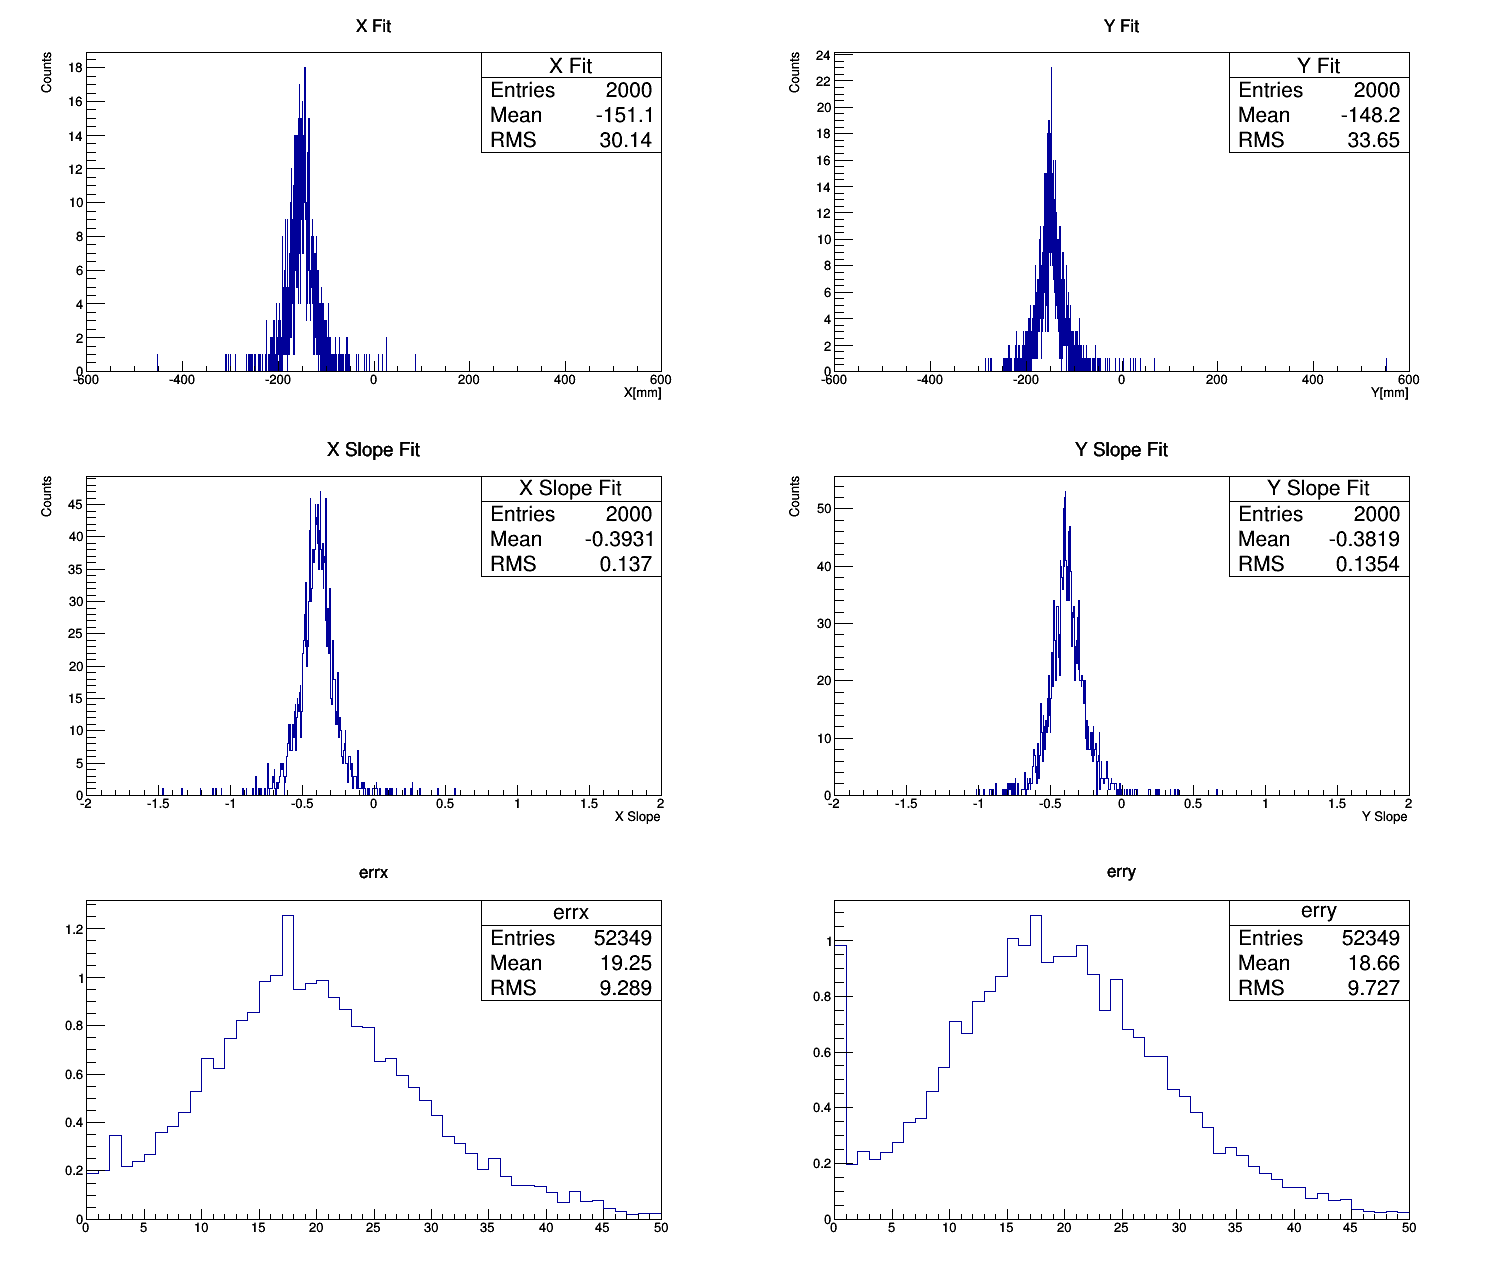 X Fit
Counts
18
16
14
12
10
8
6
4
2
0
-600 -400 -200 0 200 400 600
X[mm]
X Fit
Entries 2000
Mean -151.1
RMS 30.14
Y Fit
Counts
24
22
20
18
16
14
12
10
8
6
4
2
0
-600 -400 -200 0 200 400 600
Y[mm]
Y Fit
Entries 2000
Mean -148.2
RMS 33.65
X Slope Fit
Counts
45
40
35
30
25
20
15
10
5
0
-2 -1.5 -1 -0.5 0 0.5 1 1.5 2
X Slope
X Slope Fit
Entries 2000
Mean -0.3931
RMS 0.137
Y Slope Fit
Counts
50
40
30
20
10
0
-2 -1.5 -1 -0.5 0 0.5 1 1.5 2
Y Slope
Y Slope Fit
Entries 2000
Mean -0.3819
RMS 0.1354
errx
1.2
1
0.8
0.6
0.4
0.2
0
0 5 10 15 20 25 30 35 40 45 50
errx
Entries 52349
Mean 19.25
RMS 9.289
erry
1
0.8
0.6
0.4
0.2
0
0 5 10 15 20 25 30 35 40 45 50
erry
Entries 52349
Mean 18.66
RMS 9.727